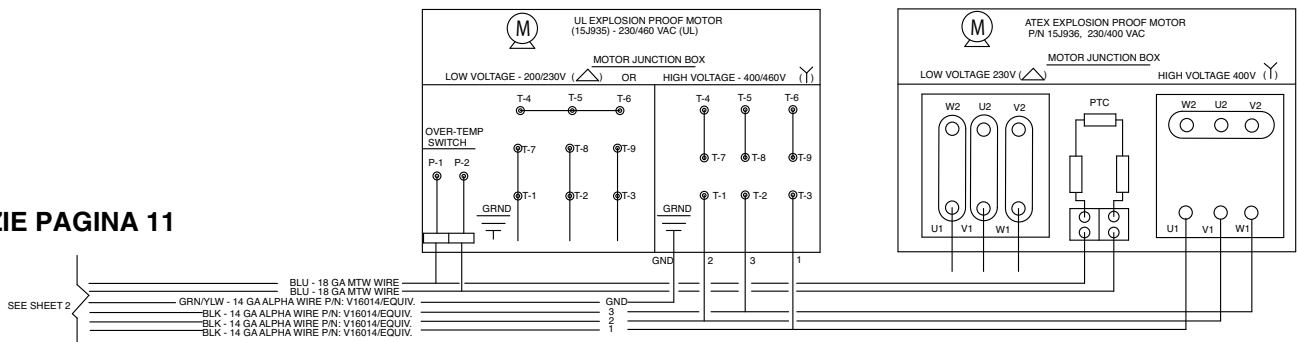 M
UL EXPLOSION PROOF MOTOR
(15J935) - 230/460 VAC (UL)
MOTOR JUNCTION BOX
LOW VOLTAGE - 200/230V ( ) OR HIGH VOLTAGE - 400/460V ( )
T-4 T-5 T-6 T-4 T-5 T-6
OVER-TEMP
SWITCH
P-1 P-2
T-7 T-8 T-9 T-7 T-8 T-9
T-1 T-2 T-3 T-1 T-2 T-3
GRND GRND
GND 2 3 1
M
ATEX EXPLOSION PROOF MOTOR
P/N 15J936, 230/400 VAC
MOTOR JUNCTION BOX
LOW VOLTAGE 230V ( ) HIGH VOLTAGE 400V ( )
W2 U2 V2 PTC W2 U2 V2
U1 V1 W1 U1 V1 W1
ZIE PAGINA 11
SEE SHEET 2
BLU - 18 GA MTW WIRE
BLU - 18 GA MTW WIRE
GRN/YLW - 14 GA ALPHA WIRE P/N: V16014/EQUIV. GND
BLK - 14 GA ALPHA WIRE P/N: V16014/EQUIV. 3
BLK - 14 GA ALPHA WIRE P/N: V16014/EQUIV. 2
BLK - 14 GA ALPHA WIRE P/N: V16014/EQUIV. 1